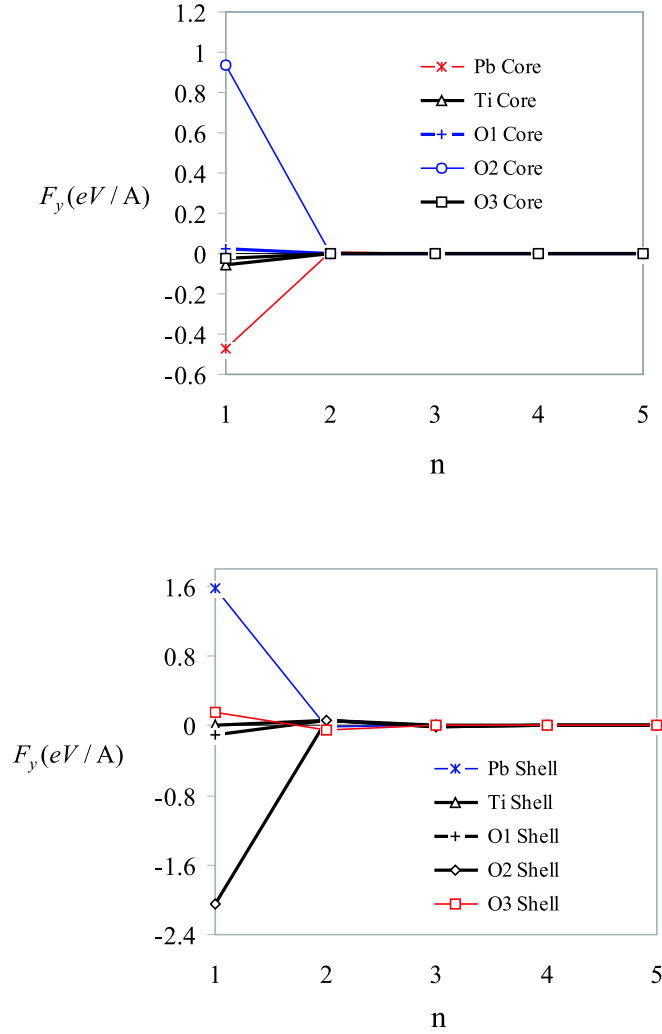 1.2
1
0.8
0.6
0.4
0.2
0
-0.2
-0.4
-0.6
F_y (eV / A)
Pb Core
Ti Core
O1 Core
O2 Core
O3 Core
1 2 3 4 5
n
1.6
0.8
0
-0.8
-1.6
-2.4
F_y (eV / A)
Pb Shell
Ti Shell
O1 Shell
O2 Shell
O3 Shell
1 2 3 4 5
n